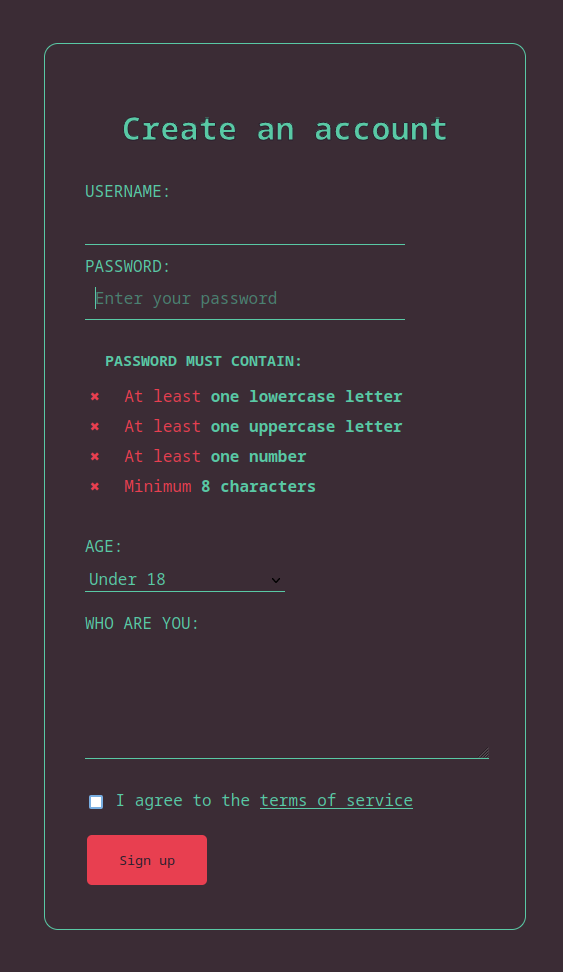 Create an account
USERNAME:
PASSWORD:
Enter your password
PASSWORD MUST CONTAIN:
✖ At least one lowercase letter
✖ At least one uppercase letter
✖ At least one number
✖ Minimum 8 characters
AGE:
Under 18
WHO ARE YOU:
I agree to the terms of service
Sign up